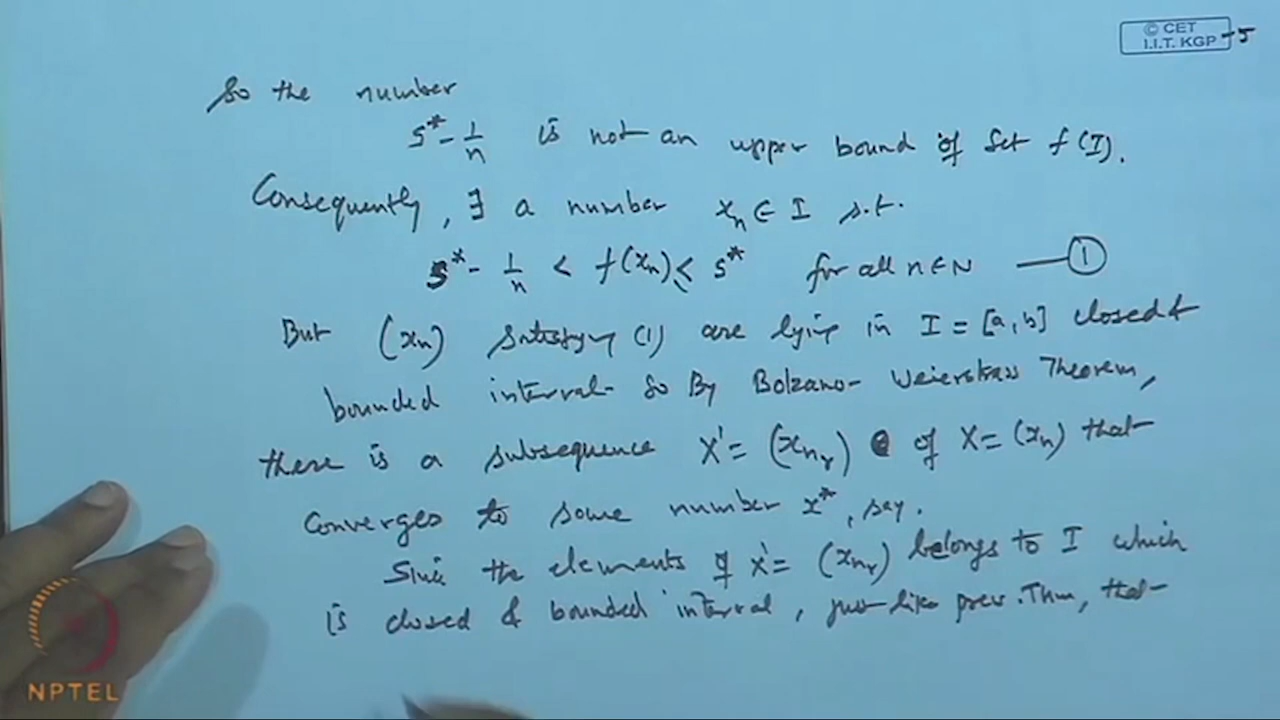 © CET
I.I.T. KGP -5
So the number
S* - 1/n is not an upper bound of Set f(I).
Consequently, ∃ a number xₙ ∈ I s.t.
S* - 1/n < f(xₙ) ≤ S* for all n ∈ N —— ①
But (xₙ) satisfyg (1) are lying in I = [a, b] closed &
bounded interval. So By Bolzano- Weierstrass Theorem,
there is a subsequence X' = (xₙᵣ) of X = (xₙ) that
Converges to some number x*, say.
Since the elements of X' = (xₙᵣ) belongs to I which
is closed & bounded interval, just like prev. Thm, that
NPTEL